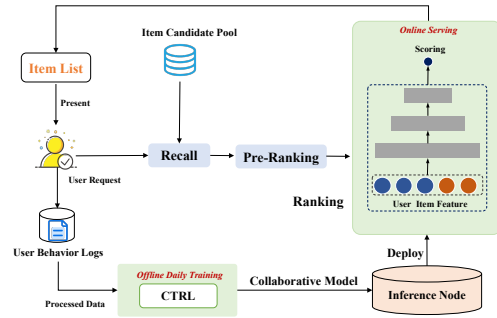 Online Serving
Item Candidate Pool
Scoring
Item List
Present
Recall
Pre-Ranking
User Request
Ranking
User Item Feature
User Behavior Logs
Deploy
Offline Daily Training
Collaborative Model
CTRL
Processed Data
Inference Node